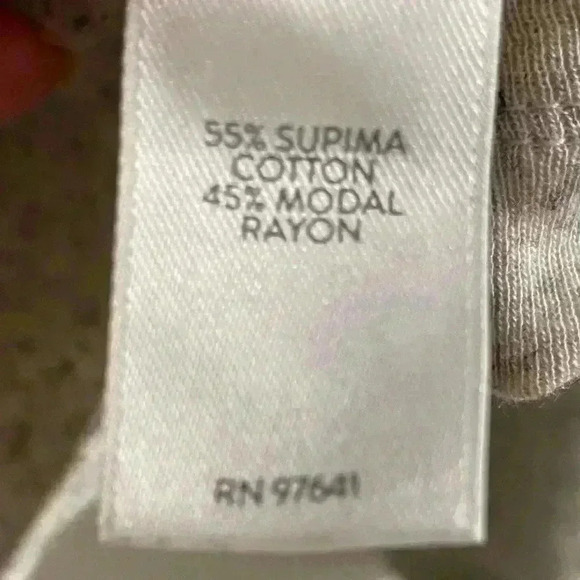 55% SUPIMA
COTTON
45% MODAL
RAYON
RN 97641